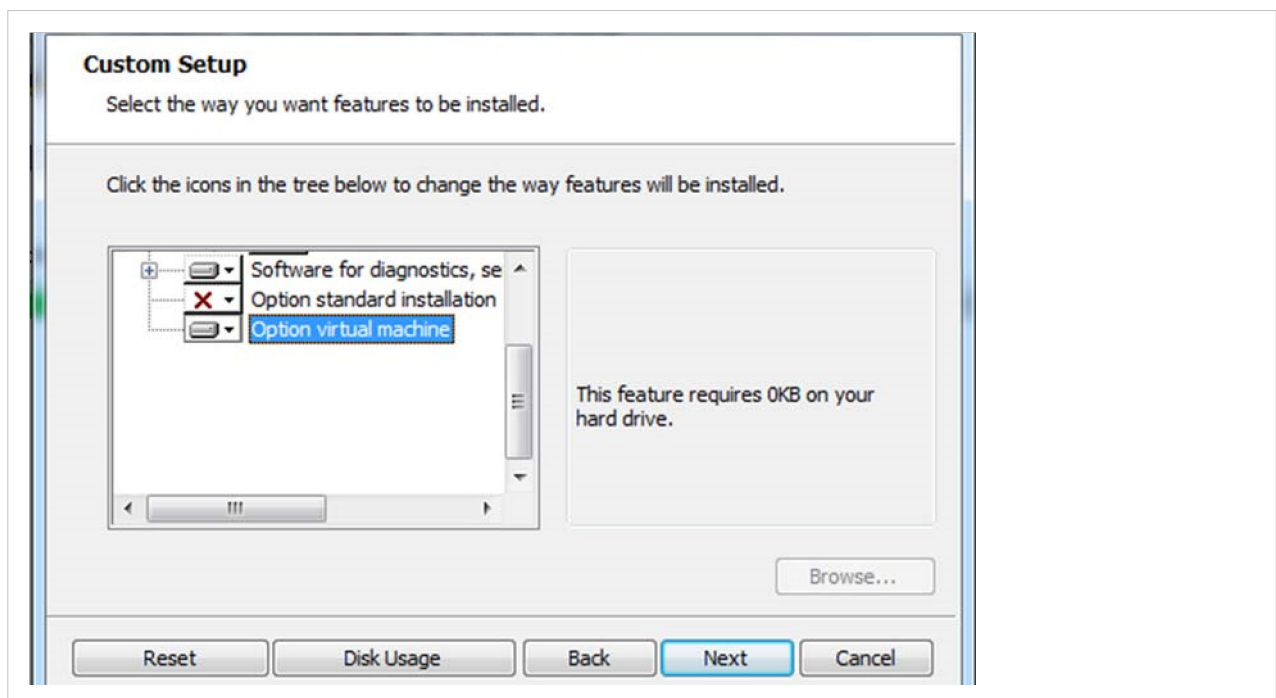 Custom Setup
Select the way you want features to be installed.
Click the icons in the tree below to change the way features will be installed.
Software for diagnostics, se
Option standard installation
Option virtual machine
This feature requires 0KB on your
hard drive.
Browse...
Reset
Disk Usage
Back
Next
Cancel